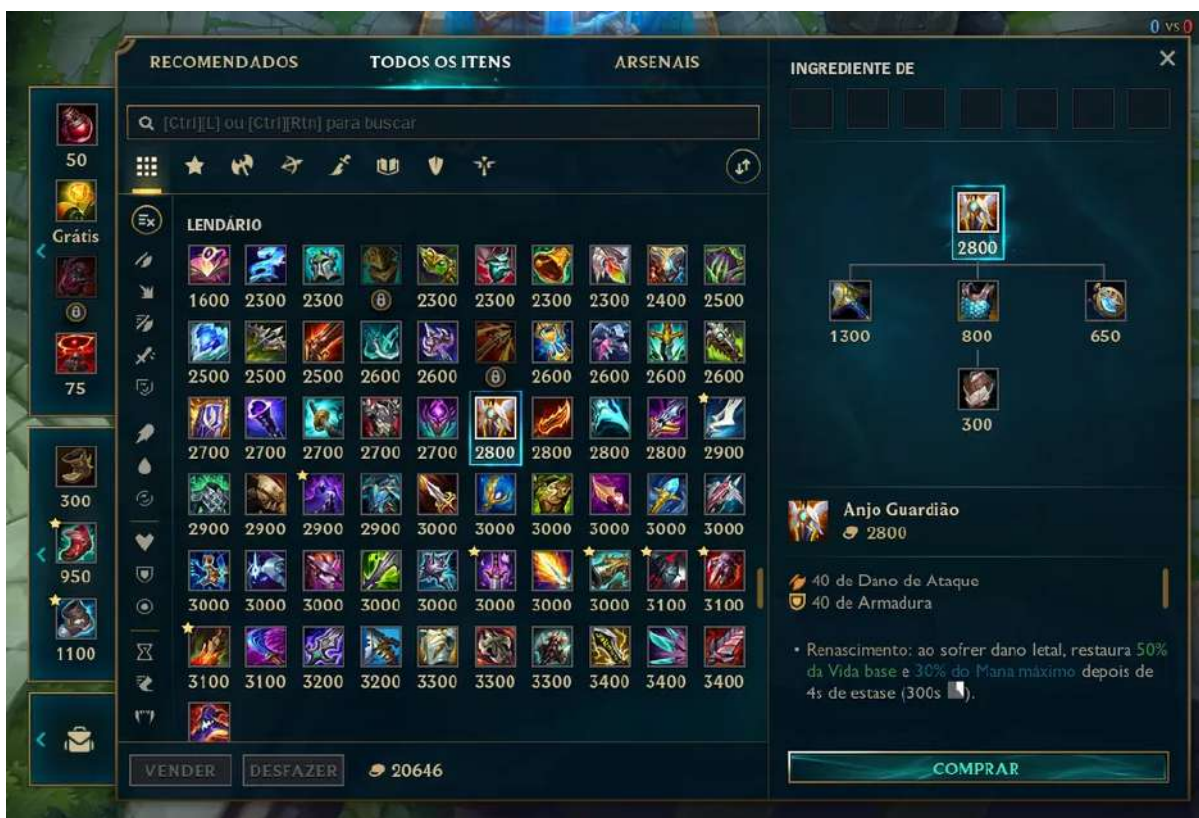 0 vs 0
RECOMENDADOS TODOS OS ITENS ARSENAIS
INGREDIENTE DE
[Ctrl][L] ou [Ctrl][Rtn] para buscar
50
Grátis
75
300
950
1100
LENDÁRIO
1600 2300 2300 2300 2300 2300 2300 2400 2500
2500 2500 2500 2600 2600 2600 2600 2600 2600
2700 2700 2700 2700 2700 2800 2800 2800 2800 2900
2900 2900 2900 2900 3000 3000 3000 3000 3000 3000
3000 3000 3000 3000 3000 3000 3000 3000 3100 3100
3100 3100 3200 3200 3300 3300 3300 3400 3400 3400
VENDER DESFAZER 20646
2800
1300 800 650
300
Anjo Guardião
2800
40 de Dano de Ataque
40 de Armadura
• Renascimento: ao sofrer dano letal, restaura 50%
da Vida base e 30% do Mana máximo depois de
4s de estase (300s ).
COMPRAR